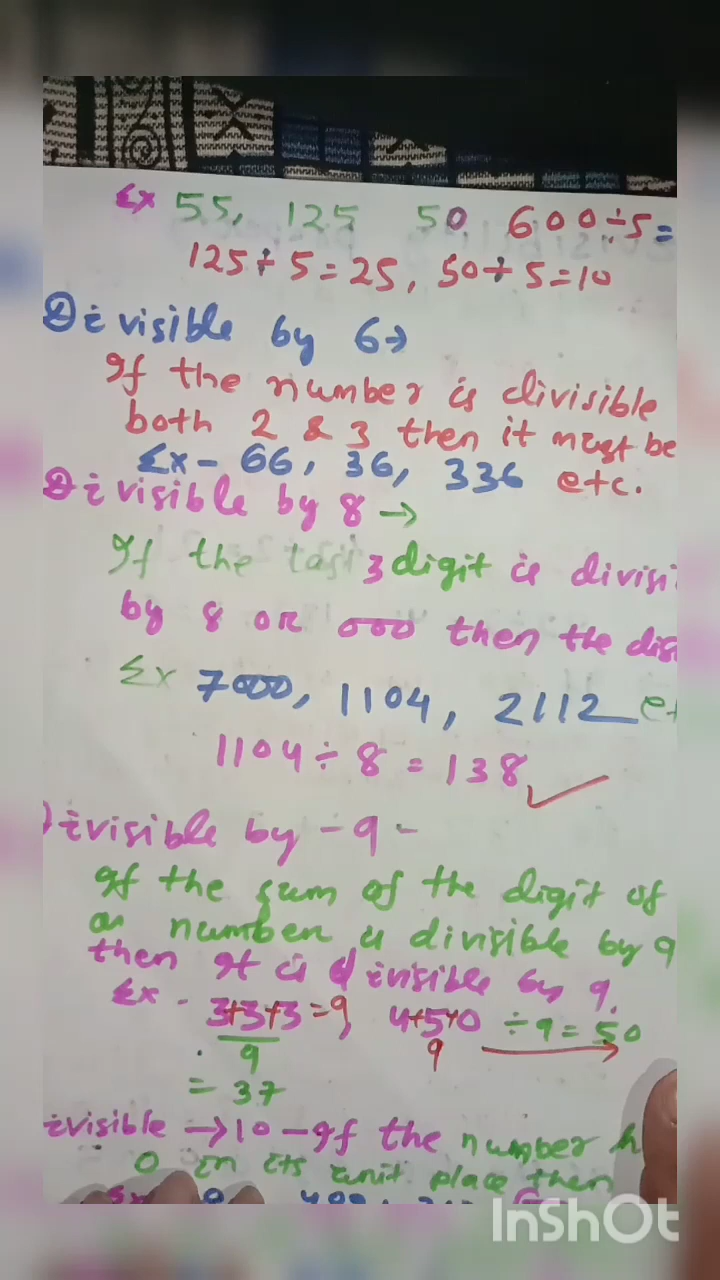 Ex 55, 125 50, 600÷5=
125÷5=25, 50÷5=10
Divisible by 6→
If the number is divisible
both 2 & 3 then it must be
Ex- 66, 36, 336 etc.
Divisible by 8→
If the last 3 digit is divisi
by 8 or 000 then the
Ex 7000, 1104, 2112 et
1104÷8=138
ivisible by -9-
If the sum of the digit of
a number is divisible by 9
then It is divisible by 9.
Ex- 3+3+3=9, 4+5+0 ÷9=50
9 9
=37
ivisible →10-If the number h
0 in its unit place then
Ex
InShOt